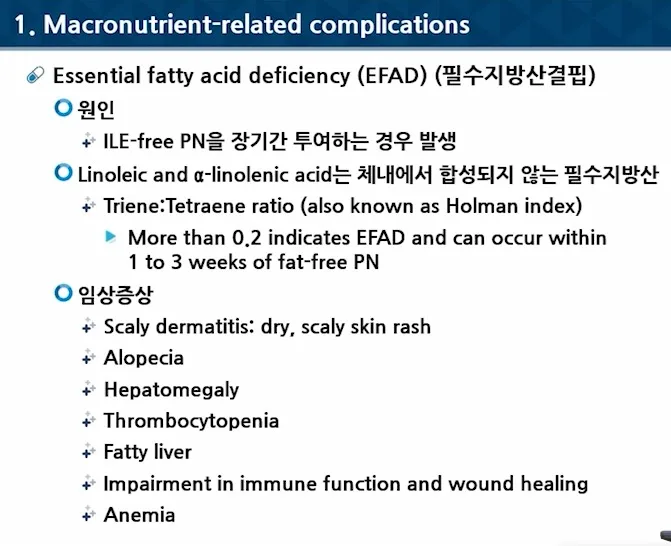 1. Macronutrient-related complications
Essential fatty acid deficiency (EFAD) (필수지방산결핍)
원인
ILE-free PN을 장기간 투여하는 경우 발생
Linoleic and α-linolenic acid는 체내에서 합성되지 않는 필수지방산
Triene:Tetraene ratio (also known as Holman index)
More than 0.2 indicates EFAD and can occur within
1 to 3 weeks of fat-free PN
임상증상
Scaly dermatitis: dry, scaly skin rash
Alopecia
Hepatomegaly
Thrombocytopenia
Fatty liver
Impairment in immune function and wound healing
Anemia